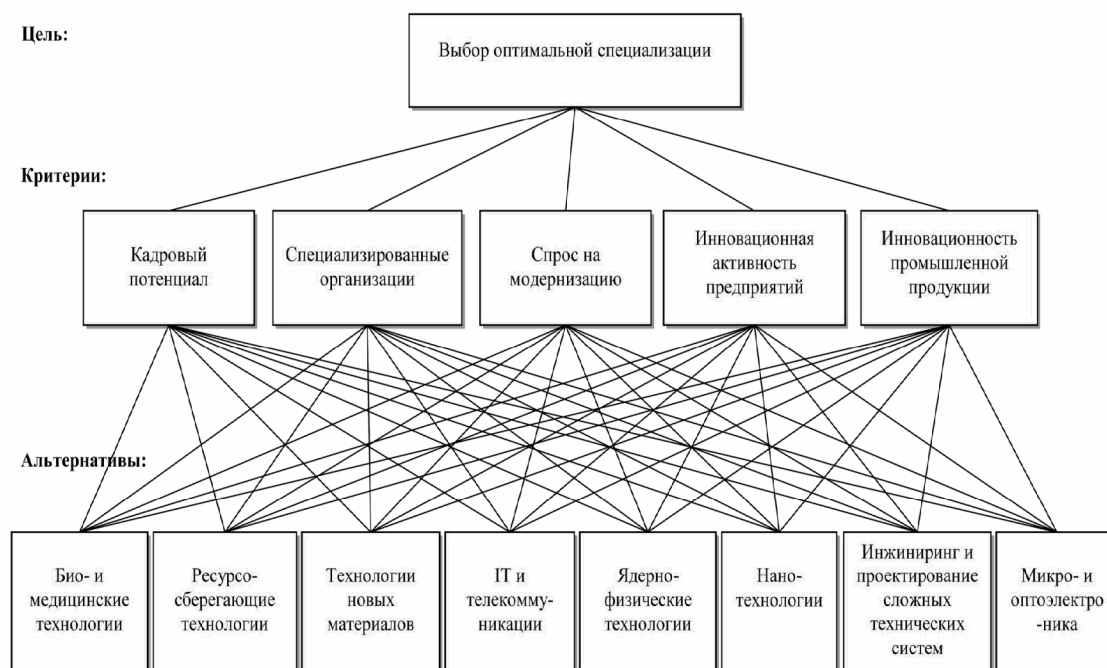 Цель:
Выбор оптимальной специализации
Критерии:
Кадровый
потенциал
Специализированные
организации
Спрос на
модернизацию
Инновационная
активность
предприятий
Инновационность
промышленной
продукции
Альтернативы:
Био- и
медицинские
технологии
Ресурсо-
сберегающие
технологии
Технологии
новых
материалов
IT и
телекомму-
никации
Ядерно-
физические
технологии
Нано-
технологии
Инжиниринг и
проектирование
сложных
технических
систем
Микро- и
оптоэлектро
-ника